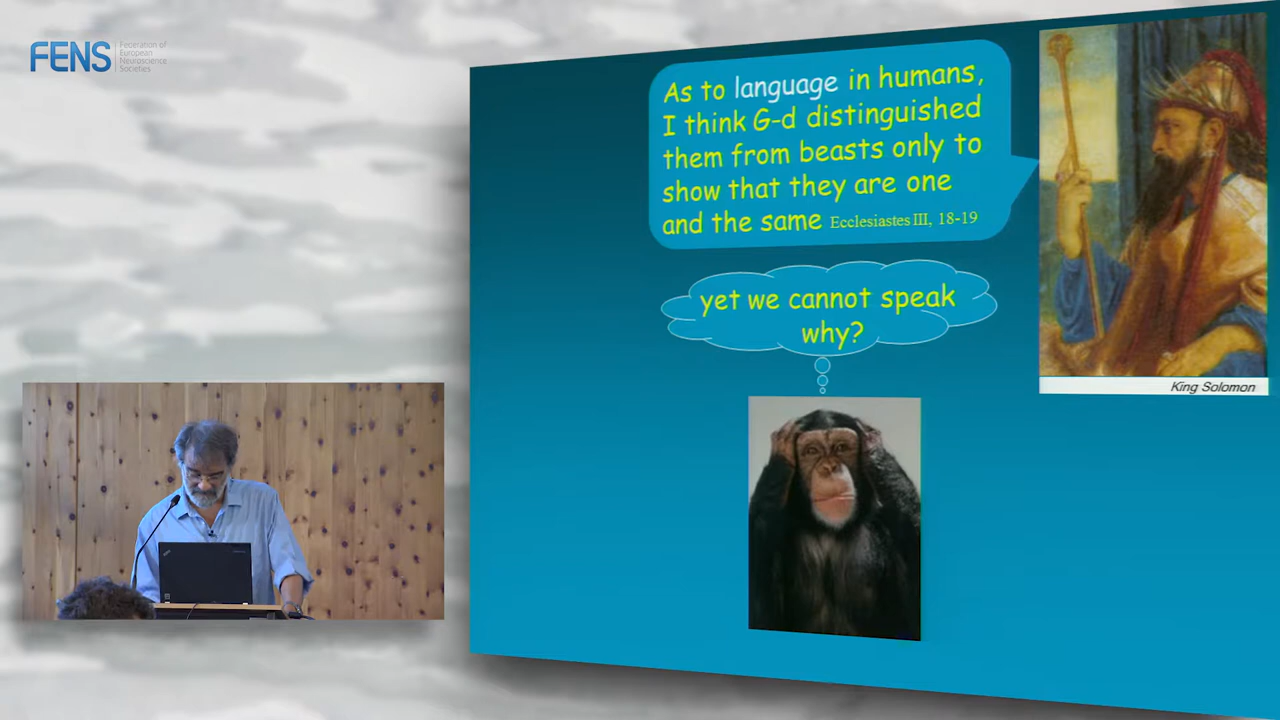 FENS
Federation of
European
Neuroscience
Societies
As to language in humans,
I think G-d distinguished
them from beasts only to
show that they are one
and the same Ecclesiastes III, 18-19
yet we cannot speak
why?
King Solomon